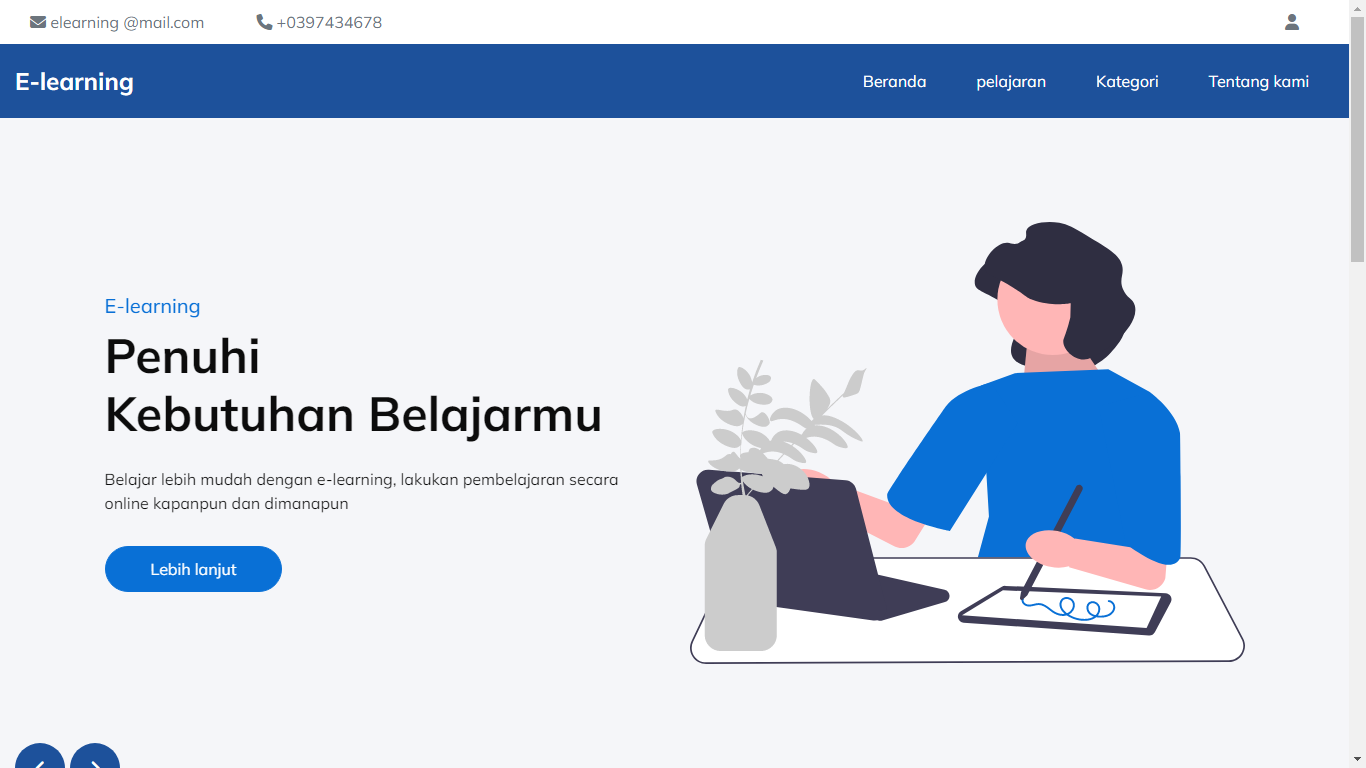 elearning @mail.com +0397434678
E-learning Beranda pelajaran Kategori Tentang kami
E-learning
Penuhi
Kebutuhan Belajarmu
Belajar lebih mudah dengan e-learning, lakukan pembelajaran secara
online kapanpun dan dimanapun
Lebih lanjut